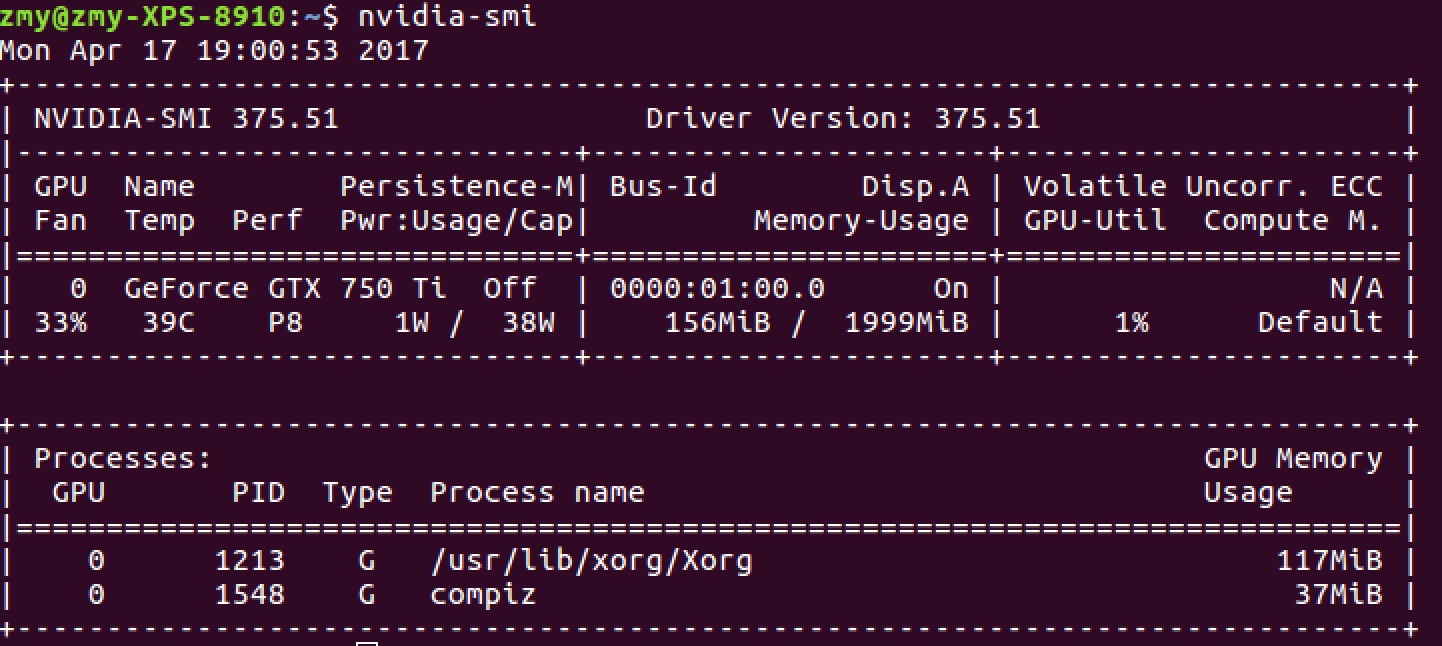 zmy@zmy-XPS-8910:~$ nvidia-smi
Mon Apr 17 19:00:53 2017
+-----------------------------------------------------------------------------+
| NVIDIA-SMI 375.51                 Driver Version: 375.51                    |
|-------------------------------+----------------------+----------------------+
| GPU  Name        Persistence-M| Bus-Id        Disp.A | Volatile Uncorr. ECC |
| Fan  Temp  Perf  Pwr:Usage/Cap|         Memory-Usage | GPU-Util  Compute M. |
|===============================+======================+======================|
|   0  GeForce GTX 750 Ti  Off  | 0000:01:00.0      On |                  N/A |
| 33%   39C    P8     1W /  38W |    156MiB /  1999MiB |      1%      Default |
+-------------------------------+----------------------+----------------------+
+-----------------------------------------------------------------------------+
| Processes:                                                       GPU Memory |
|  GPU       PID  Type  Process name                               Usage      |
|=============================================================================|
|    0      1213    G   /usr/lib/xorg/Xorg                             117MiB |
|    0      1548    G   compiz                                          37MiB |
+-----------------------------------------------------------------------------+